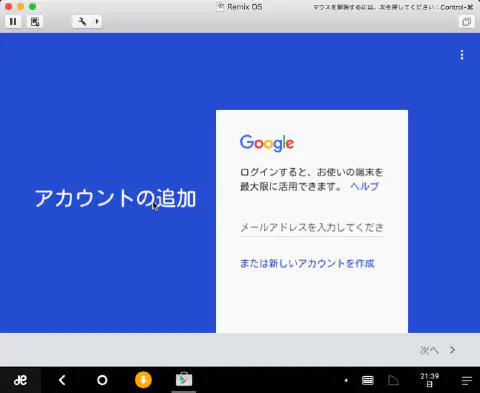 Remix OS
マウスを解除するには、次を押してください：Control-⌘
Google
ログインすると、お使いの端末を
最大限に活用できます。 ヘルプ
アカウントの追加
メールアドレスを入力してくださ
または新しいアカウントを作成
次へ
21:39
日